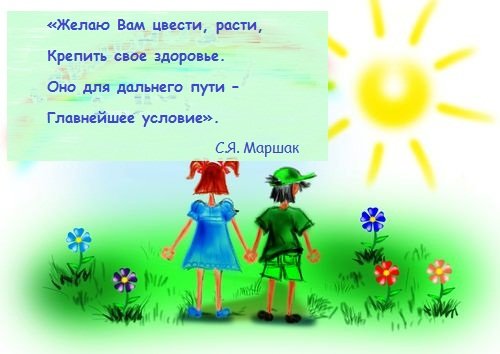 «Желаю Вам цвести, расти,
Крепить свое здоровье.
Оно для дальнего пути –
Главнейшее условие».
С.Я. Маршак